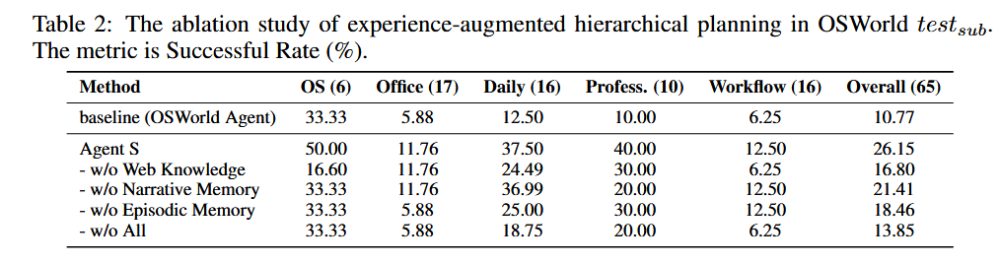 Table 2: The ablation study of experience-augmented hierarchical planning in OSWorld test_sub.
The metric is Successful Rate (%).
Method OS (6) Office (17) Daily (16) Profess. (10) Workflow (16) Overall (65)
baseline (OSWorld Agent) 33.33 5.88 12.50 10.00 6.25 10.77
Agent S 50.00 11.76 37.50 40.00 12.50 26.15
- w/o Web Knowledge 16.60 11.76 24.49 30.00 6.25 16.80
- w/o Narrative Memory 33.33 11.76 36.99 20.00 12.50 21.41
- w/o Episodic Memory 33.33 5.88 25.00 30.00 12.50 18.46
- w/o All 33.33 5.88 18.75 20.00 6.25 13.85